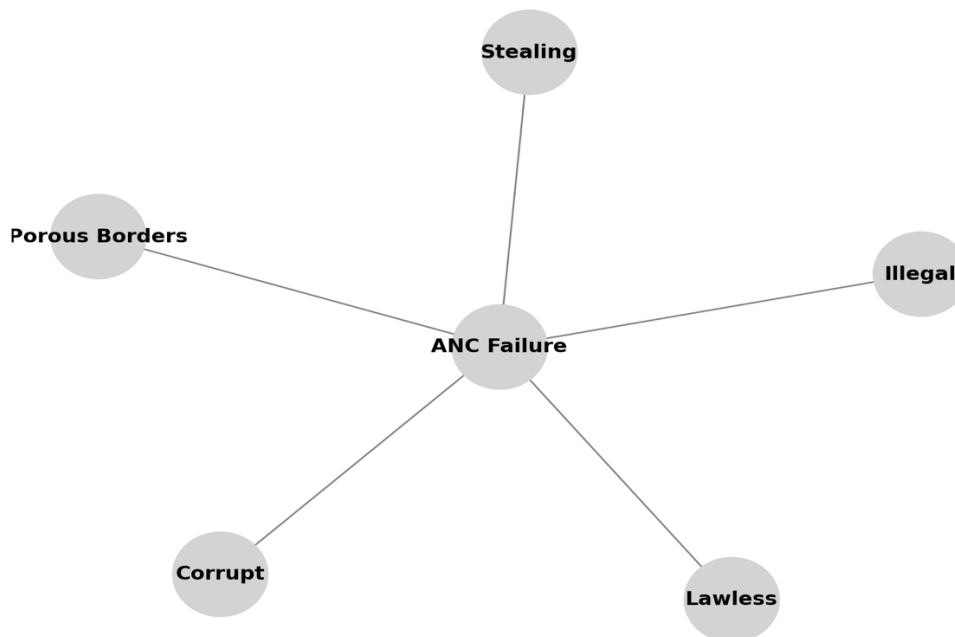 Stealing
Porous Borders
Illegal
ANC Failure
Corrupt
Lawless